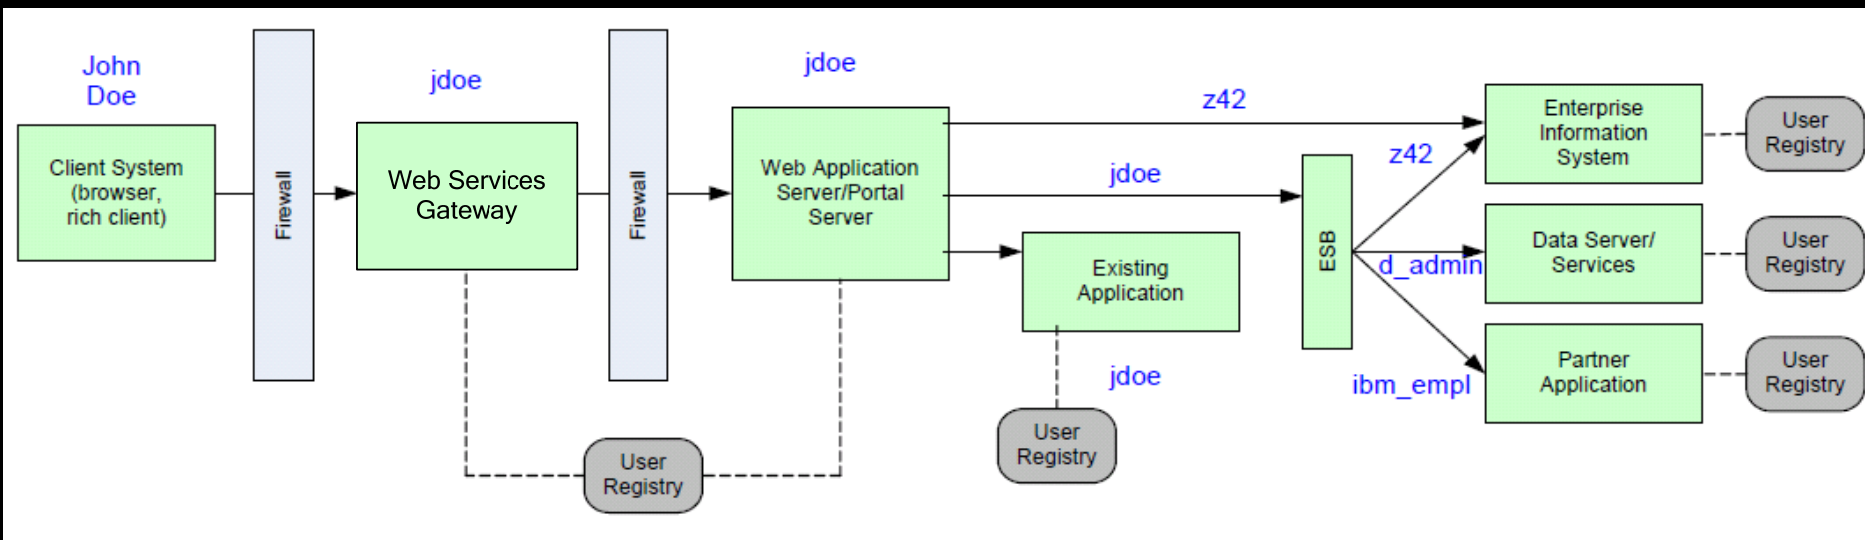 John
Doe
Client System
(browser,
rich client)
Firewall
jdoe
Web Services
Gateway
Firewall
jdoe
Web Application
Server/Portal
Server
User
Registry
z42
jdoe
Existing
Application
jdoe
User
Registry
ESB
z42
d_admin
ibm_empl
Enterprise
Information
System
User
Registry
Data Server/
Services
User
Registry
Partner
Application
User
Registry